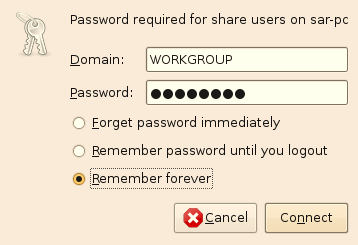 Password required for share users on sar-pc
Domain: WORKGROUP
Password: ●●●●●●●●
Forget password immediately
Remember password until you logout
Remember forever
Cancel Connect